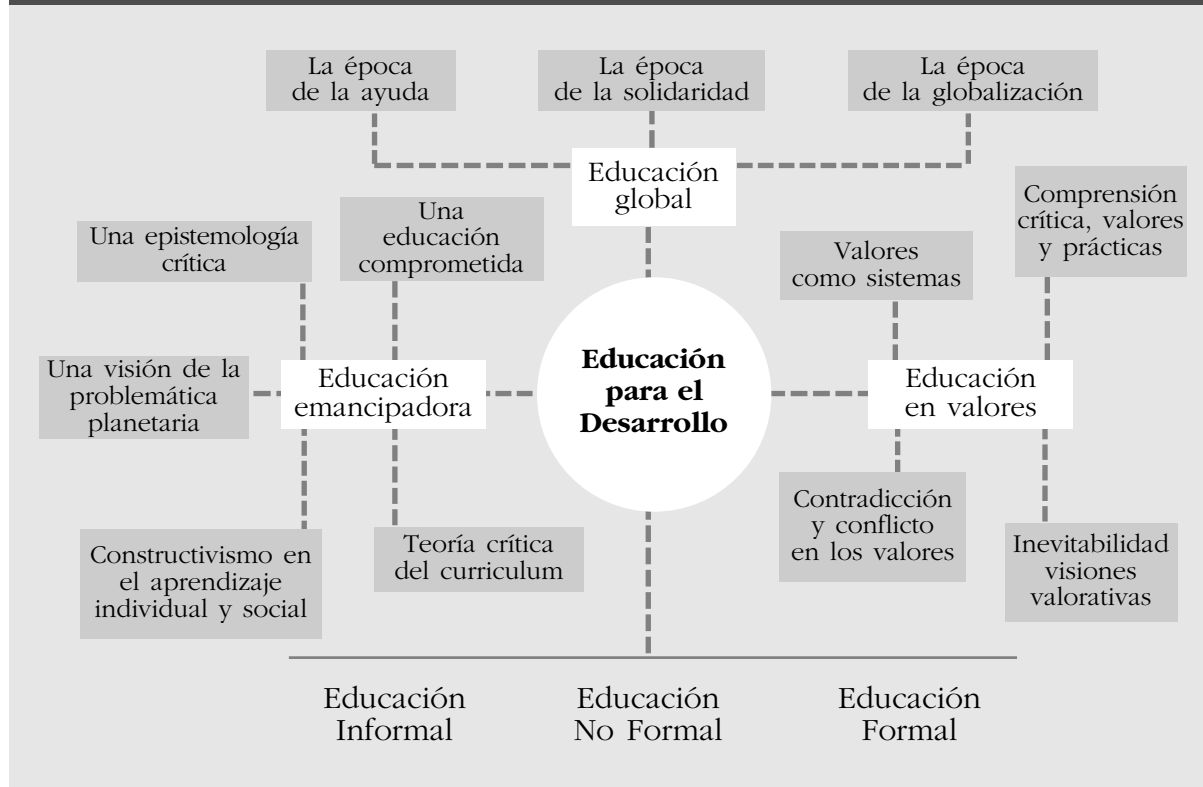 La época
de la ayuda
La época
de la solidaridad
La época
de la globalización
Educación
global
Comprensión
crítica, valores
y prácticas
Una epistemología
crítica
Una
educación
comprometida
Valores
como sistemas
Una visión de la
problemática
planetaria
Educación
emancipadora
Educación
para el
Desarrollo
Educación
en valores
Constructivismo en
el aprendizaje
individual y social
Teoría crítica
del curriculum
Contradicción
y conflicto
en los valores
Inevitabilidad
visiones
valorativas
Educación
Informal
Educación
No Formal
Educación
Formal